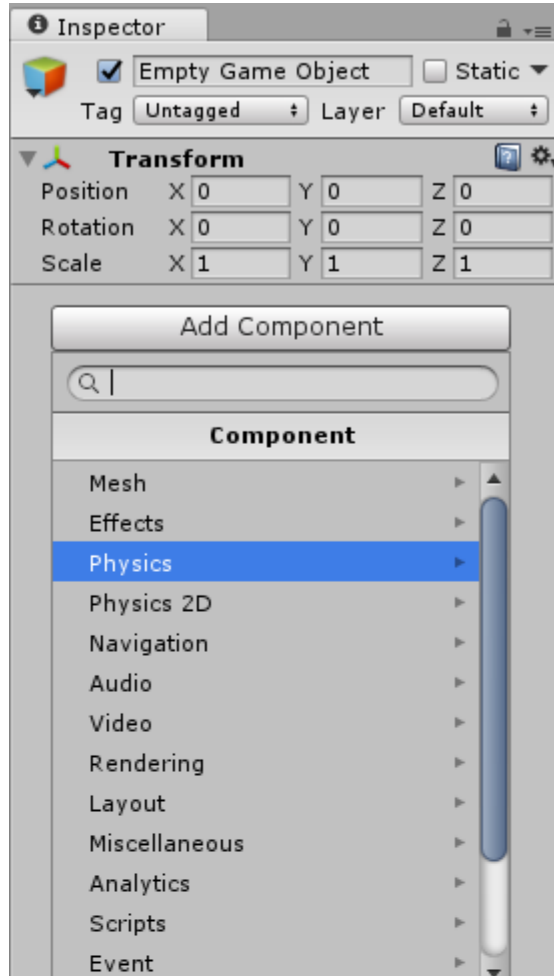 Inspector
Empty Game Object Static
Tag Untagged Layer Default
Transform
Position X 0 Y 0 Z 0
Rotation X 0 Y 0 Z 0
Scale X 1 Y 1 Z 1
Add Component
Component
Mesh
Effects
Physics
Physics 2D
Navigation
Audio
Video
Rendering
Layout
Miscellaneous
Analytics
Scripts
Event